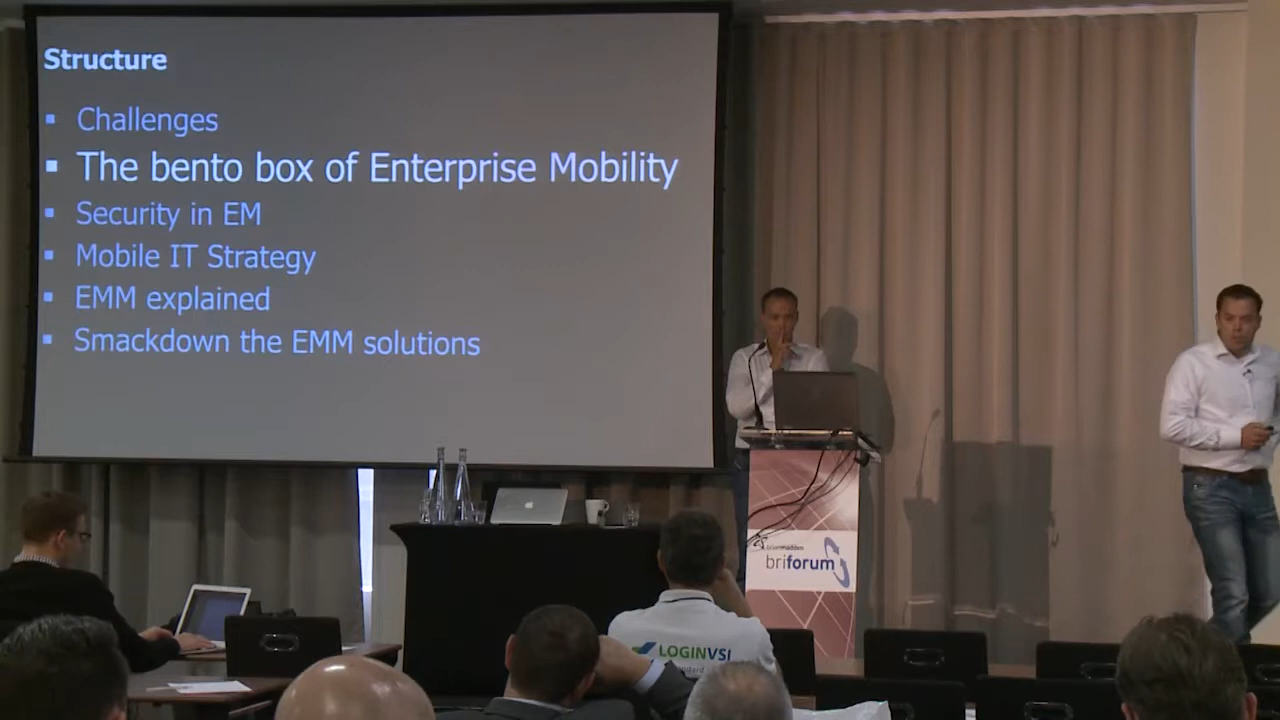 Structure
Challenges
The bento box of Enterprise Mobility
Security in EM
Mobile IT Strategy
EMM explained
Smackdown the EMM solutions
brianmadden
briforum
LOGINVSI